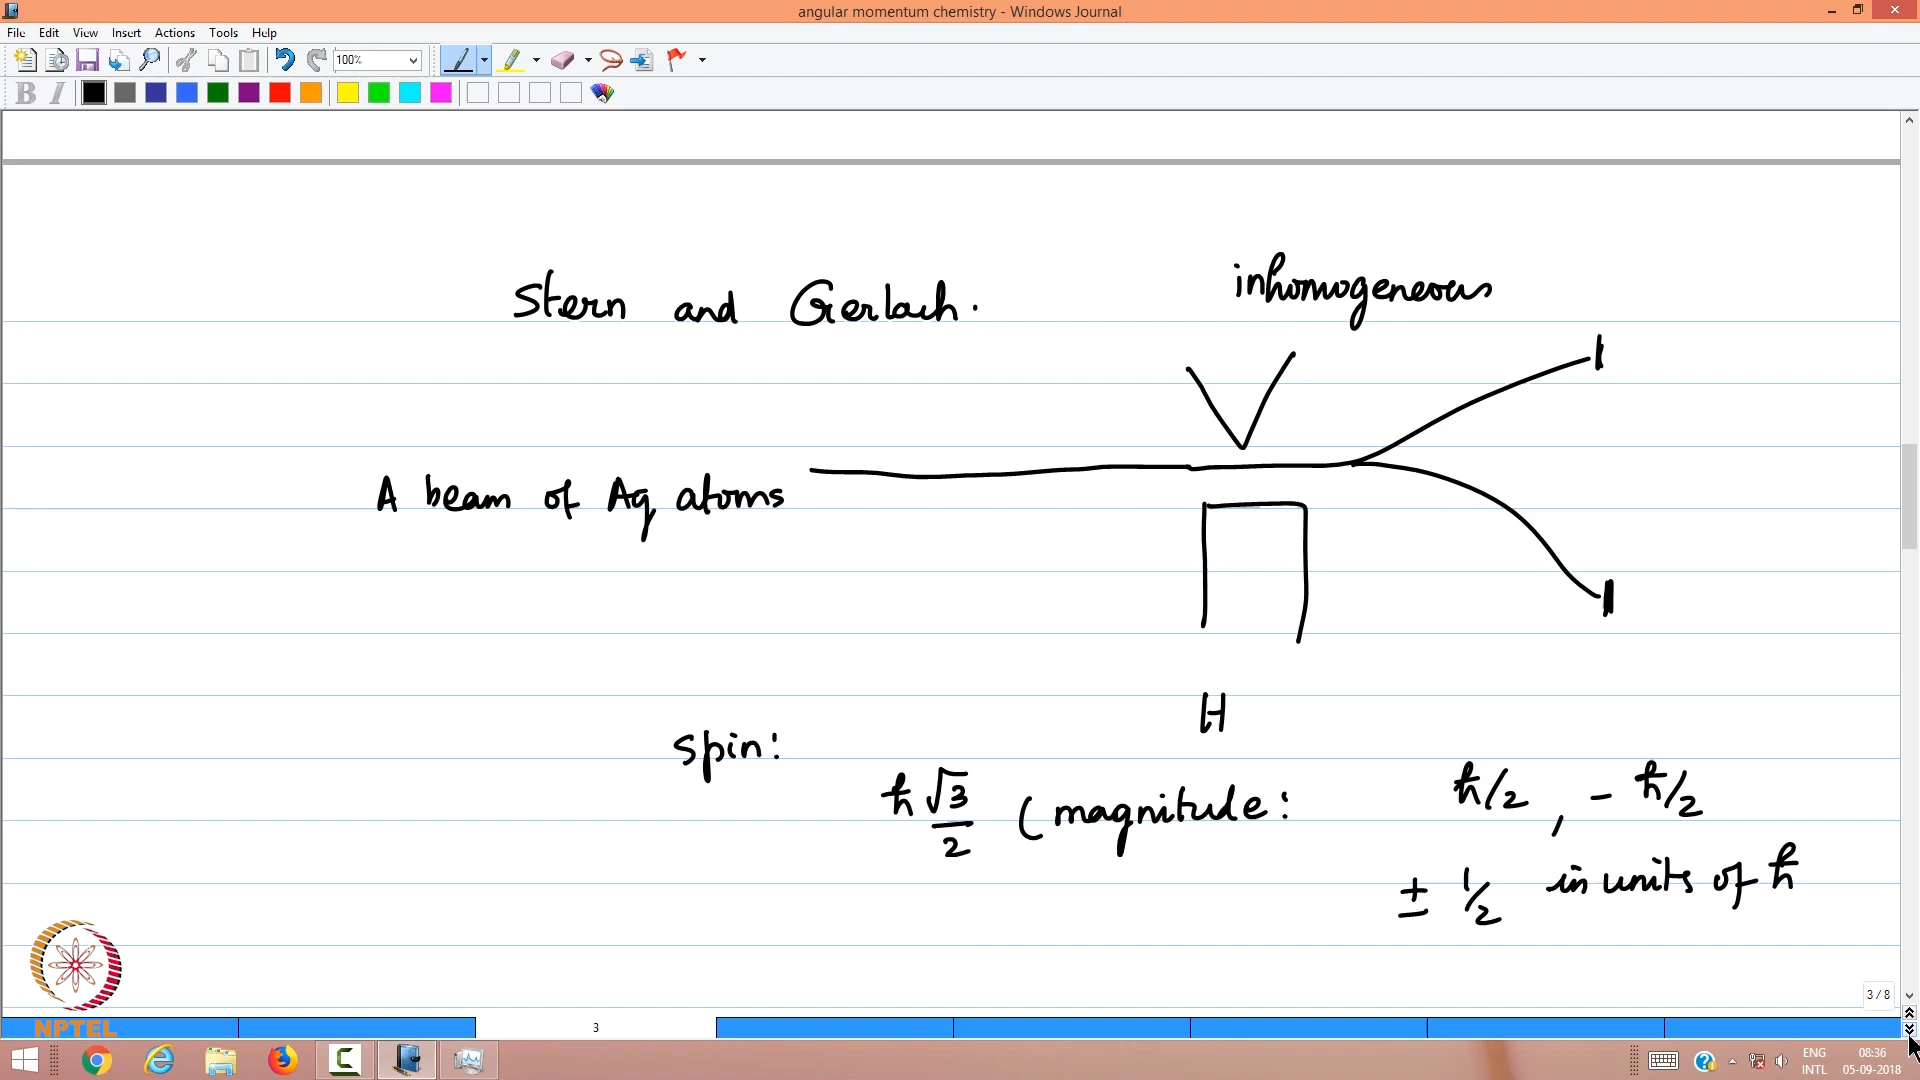 angular momentum chemistry - Windows Journal
File Edit View Insert Actions Tools Help
100%
B I
Stern and Gerlach.
inhomogeneous
A beam of Ag atoms
H
spin:
ℏ√3/2 (magnitude: ℏ/2, - ℏ/2
± 1/2 in units of ℏ
3 / 8
NPTEL
3
ENG
INTL
08:36
05-09-2018